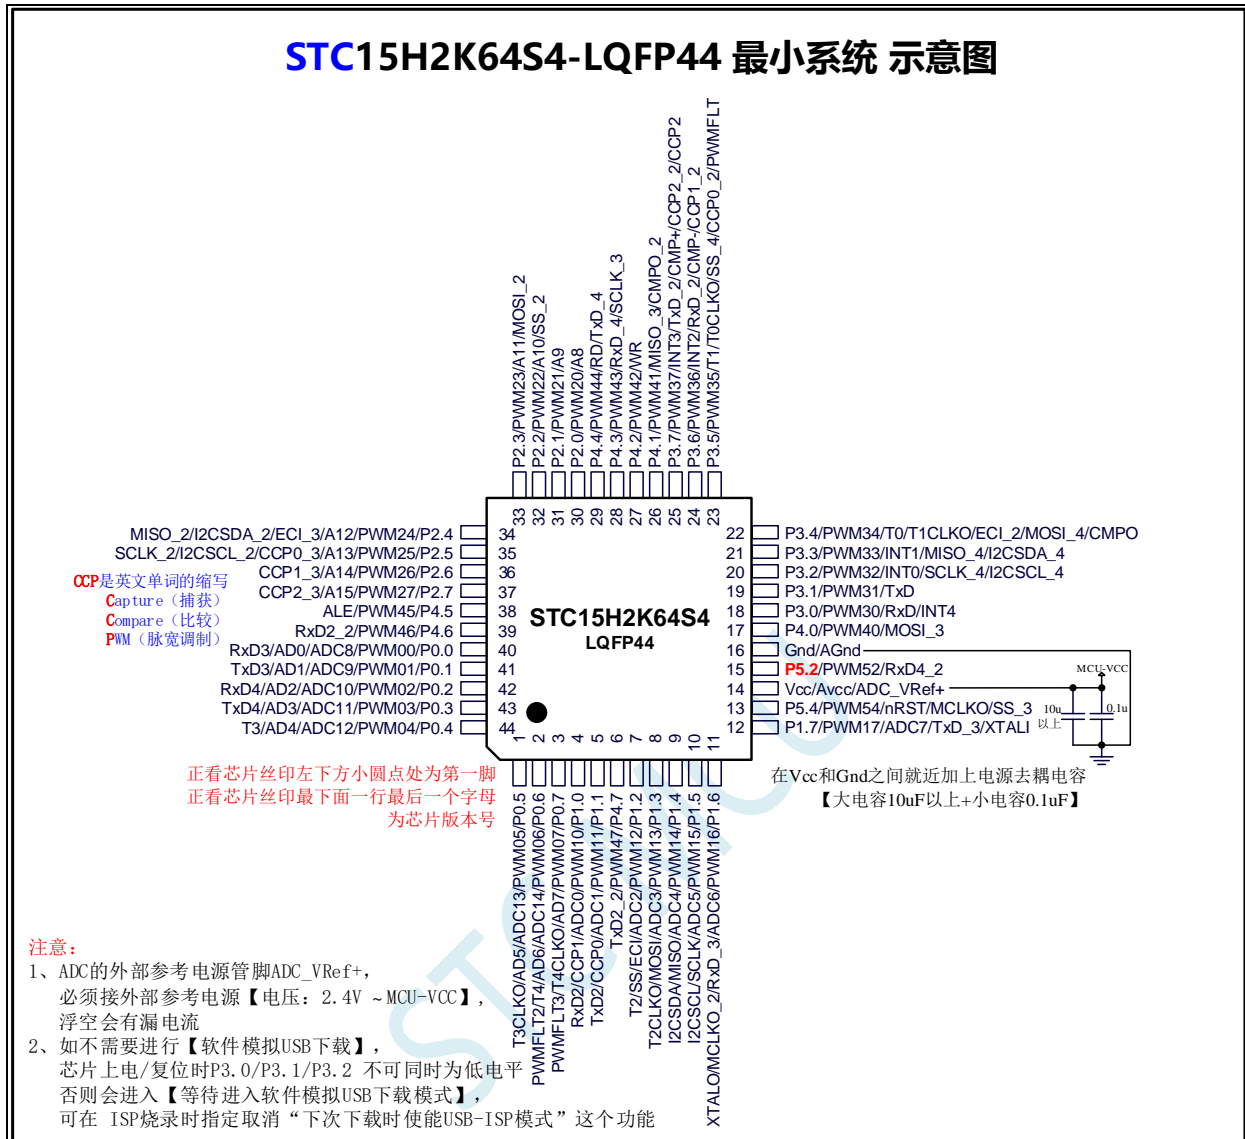 STC15H2K64S4-LQFP44 最小系统 示意图
P2.3/PWM23/A11/MOSI_2
P2.2/PWM22/A10/SS_2
P2.1/PWM21/A9
P2.0/PWM20/A8
P4.4/PWM44/RD/TxD_4
P4.3/PWM43/RxD_4/SCLK_3
P4.2/PWM42/WR
P4.1/PWM41/MISO_3/CMPO_2
P3.7/PWM37/INT3/TxD_2/CMP+/CCP2_2/CCP2
P3.6/PWM36/INT2/RxD_2/CMP-/CCP1_2
P3.5/PWM35/T1/T0CLKO/SS_4/CCP0_2/PWMFLT
33 32 31 30 29 28 27 26 25 24 23
MISO_2/I2CSDA_2/ECI_3/A12/PWM24/P2.4 34
SCLK_2/I2CSCL_2/CCP0_3/A13/PWM25/P2.5 35
CCP1_3/A14/PWM26/P2.6 36
CCP2_3/A15/PWM27/P2.7 37
ALE/PWM45/P4.5 38
RxD2_2/PWM46/P4.6 39
RxD3/AD0/ADC8/PWM00/P0.0 40
TxD3/AD1/ADC9/PWM01/P0.1 41
RxD4/AD2/ADC10/PWM02/P0.2 42
TxD4/AD3/ADC11/PWM03/P0.3 43
T3/AD4/ADC12/PWM04/P0.4 44
CCP是英文单词的缩写
Capture（捕获）
Compare（比较）
PWM（脉宽调制）
STC15H2K64S4
LQFP44
22 P3.4/PWM34/T0/T1CLKO/ECI_2/MOSI_4/CMPO
21 P3.3/PWM33/INT1/MISO_4/I2CSDA_4
20 P3.2/PWM32/INT0/SCLK_4/I2CSCL_4
19 P3.1/PWM31/TxD
18 P3.0/PWM30/RxD/INT4
17 P4.0/PWM40/MOSI_3
16 Gnd/AGnd
15 P5.2/PWM52/RxD4_2
14 Vcc/Avcc/ADC_VRef+
13 P5.4/PWM54/nRST/MCLKO/SS_3
12 P1.7/PWM17/ADC7/TxD_3/XTALI
MCU-VCC
10u
以上
0.1u
1 2 3 4 5 6 7 8 9 10 11
T3CLKO/AD5/ADC13/PWM05/P0.5
PWMFLT2/T4/AD6/ADC14/PWM06/P0.6
PWMFLT3/T4CLKO/AD7/PWM07/P0.7
RxD2/CCP1/ADC0/PWM10/P1.0
TxD2/CCP0/ADC1/PWM11/P1.1
TxD2_2/PWM47/P4.7
T2/SS/ECI/ADC2/PWM12/P1.2
T2CLKO/MOSI/ADC3/PWM13/P1.3
I2CSDA/MISO/ADC4/PWM14/P1.4
I2CSCL/SCLK/ADC5/PWM15/P1.5
XTALO/MCLKO_2/RxD_3/ADC6/PWM16/P1.6
正看芯片丝印左下方小圆点处为第一脚
正看芯片丝印最下面一行最后一个字母
为芯片版本号
在Vcc和Gnd之间就近加上电源去耦电容
【大电容10uF以上+小电容0.1uF】
STCMCU
注意：
1、ADC的外部参考电源管脚ADC_VRef+，
必须接外部参考电源【电压：2.4V ~ MCU-VCC】，
浮空会有漏电流
2、如不需要进行【软件模拟USB下载】，
芯片上电/复位时P3.0/P3.1/P3.2 不可同时为低电平
否则会进入【等待进入软件模拟USB下载模式】，
可在 ISP烧录时指定取消“下次下载时使能USB-ISP模式”这个功能